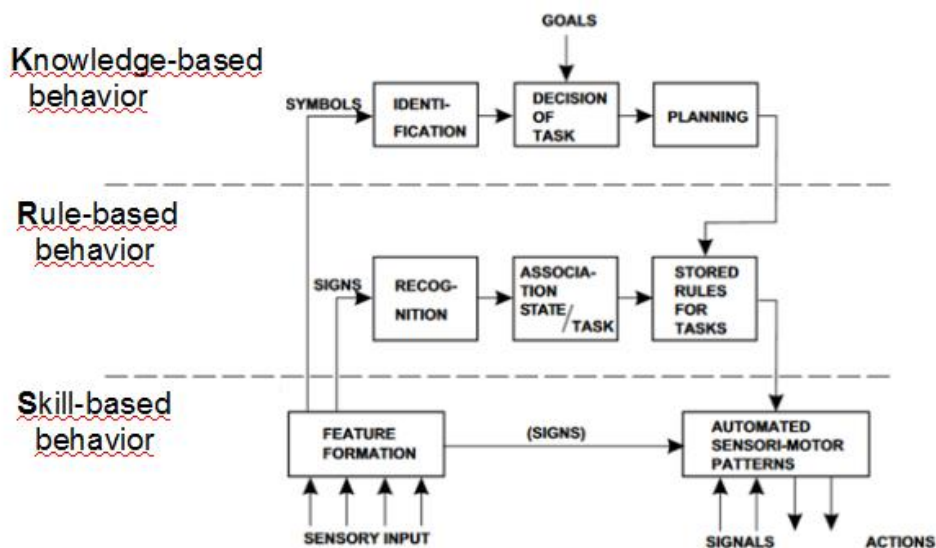 GOALS
Knowledge-based
behavior
SYMBOLS
IDENTI-
FICATION
DECISION
OF
TASK
PLANNING
Rule-based
behavior
SIGNS
RECOG-
NITION
ASSOCIA-
TION
STATE/
TASK
STORED
RULES
FOR
TASKS
Skill-based
behavior
FEATURE
FORMATION
(SIGNS)
AUTOMATED
SENSORI-MOTOR
PATTERNS
SENSORY INPUT
SIGNALS
ACTIONS